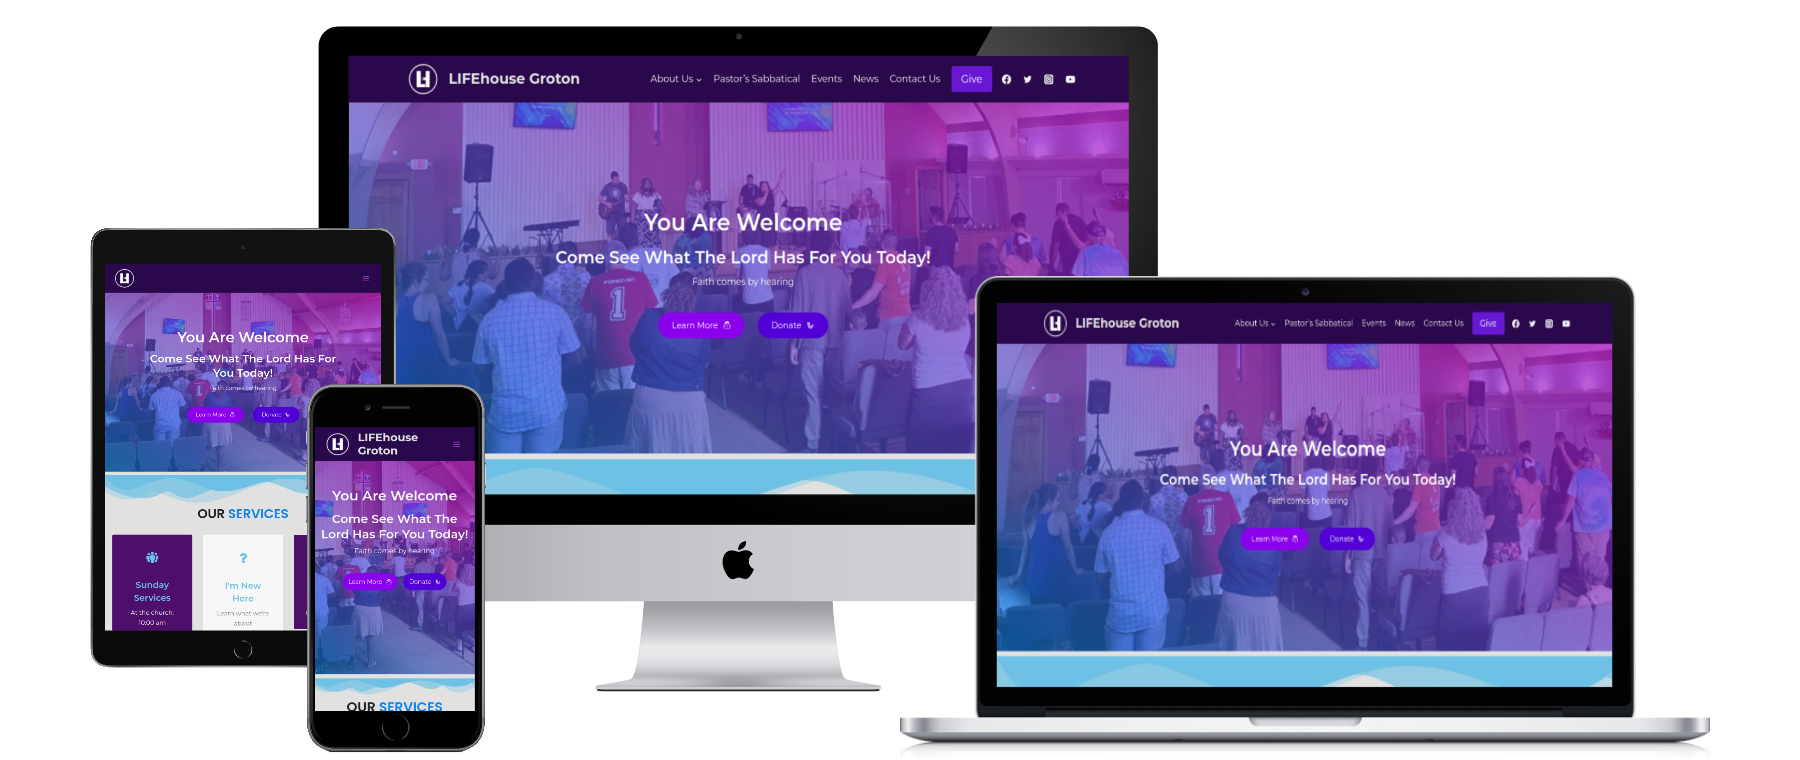 LIFEhouse Groton
About Us Pastor's Sabbatical Events News Contact Us Give
You Are Welcome
Come See What The Lord Has For You Today!
Faith comes by hearing
Learn More Donate
1
You Are Welcome
Come See What The Lord Has For
You Today!
Faith comes by hearing
Learn More Donate
OUR SERVICES
Sunday
Services
At the church:
10:00 am
I'm New
Here
Learn what we're
about
LIFEhouse
Groton
You Are Welcome
Come See What The
Lord Has For You Today!
Faith comes by hearing
Learn More Donate
OUR SERVICES
LIFEhouse Groton
About Us Pastor's Sabbatical Events News Contact Us Give
You Are Welcome
Come See What The Lord Has For You Today!
Faith comes by hearing
1
Learn More Donate